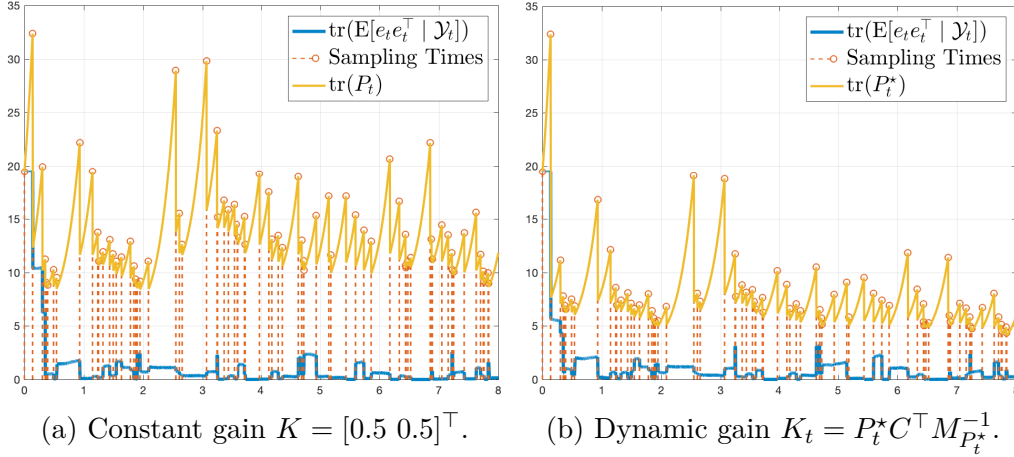 35
30
25
20
15
10
5
0
0 1 2 3 4 5 6 7 8
tr(E[e_t e_t^⊤ | 𝒴_t])
Sampling Times
tr(P_t)
(a) Constant gain K = [0.5 0.5]^⊤.
35
30
25
20
15
10
5
0
0 1 2 3 4 5 6 7 8
tr(E[e_t e_t^⊤ | 𝒴_t])
Sampling Times
tr(P_t^⋆)
(b) Dynamic gain K_t = P_t^⋆ C^⊤ M_{P_t^⋆}^{-1}.